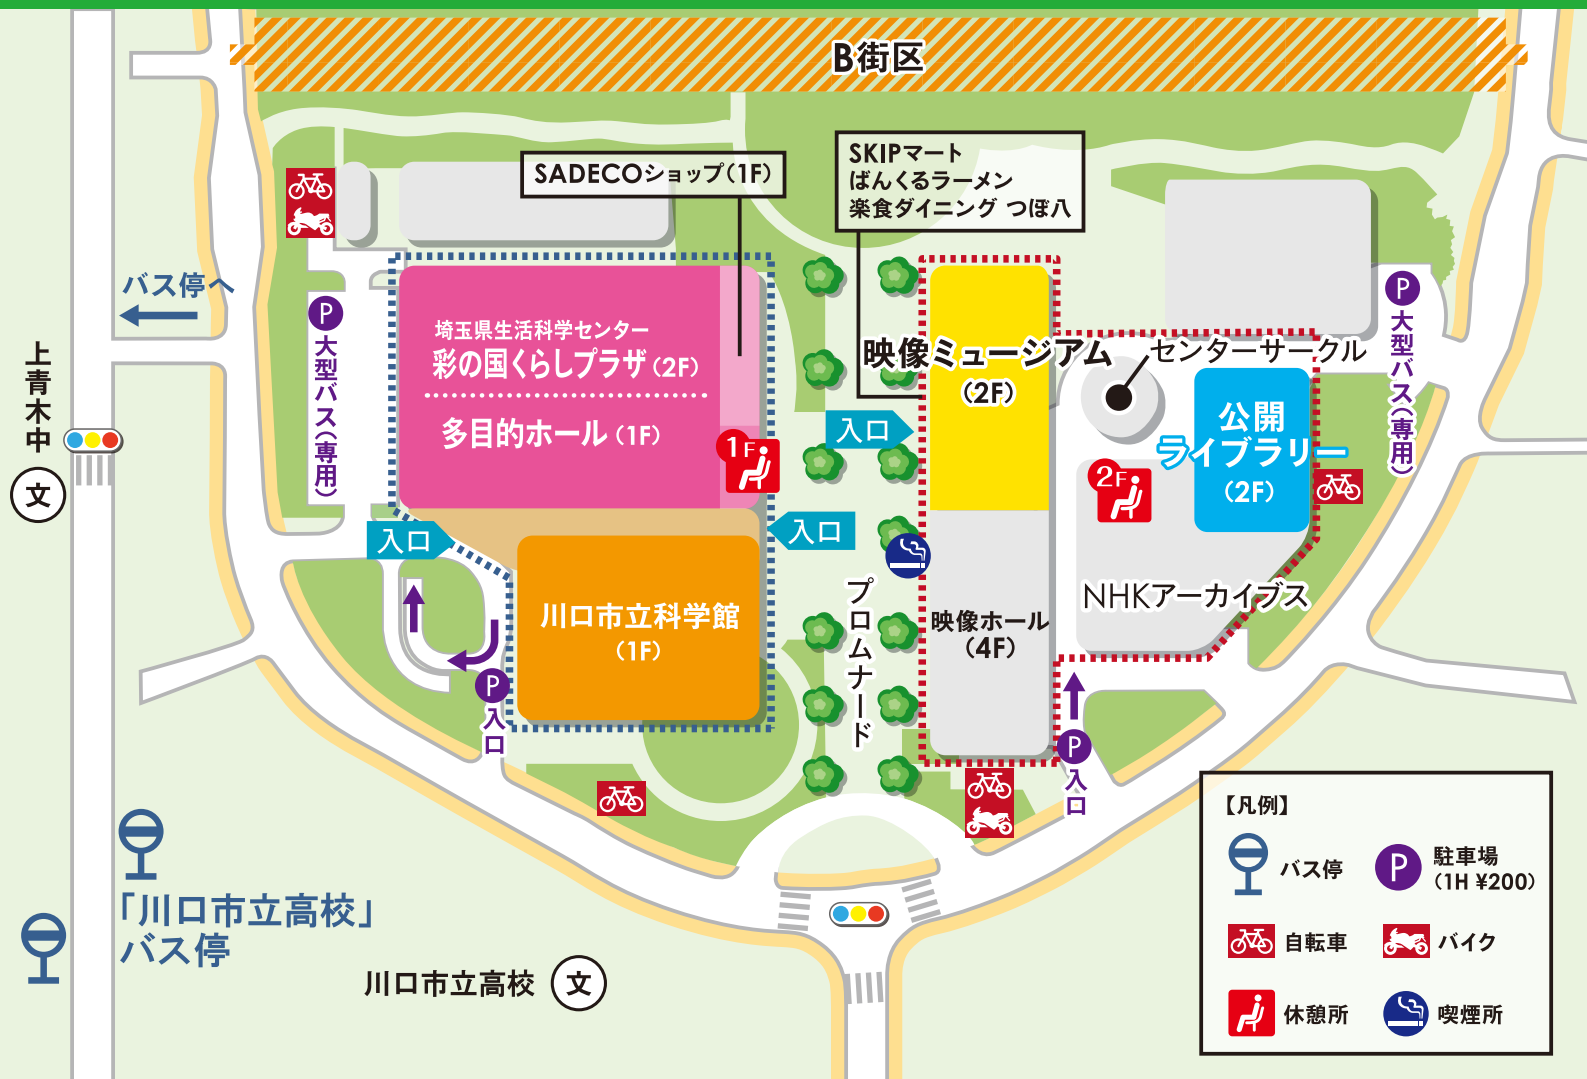 B街区
SKIPマート
ばんくるラーメン
楽食ダイニング つぼ八
SADECOショップ(1F)
バス停へ
P
大型バス(専用)
埼玉県生活科学センター
彩の国くらしプラザ(2F)
多目的ホール(1F)
1F
映像ミュージアム
(2F)
センターサークル
P
大型バス(専用)
公開
ライブラリー
(2F)
2F
入口
入口
入口
上青木中
文
川口市立科学館
(1F)
プロムナード
映像ホール
(4F)
NHKアーカイブス
P
入口
P
入口
「川口市立高校」
バス停
川口市立高校
文
【凡例】
バス停
P
駐車場
(1H ¥200)
自転車
バイク
休憩所
喫煙所